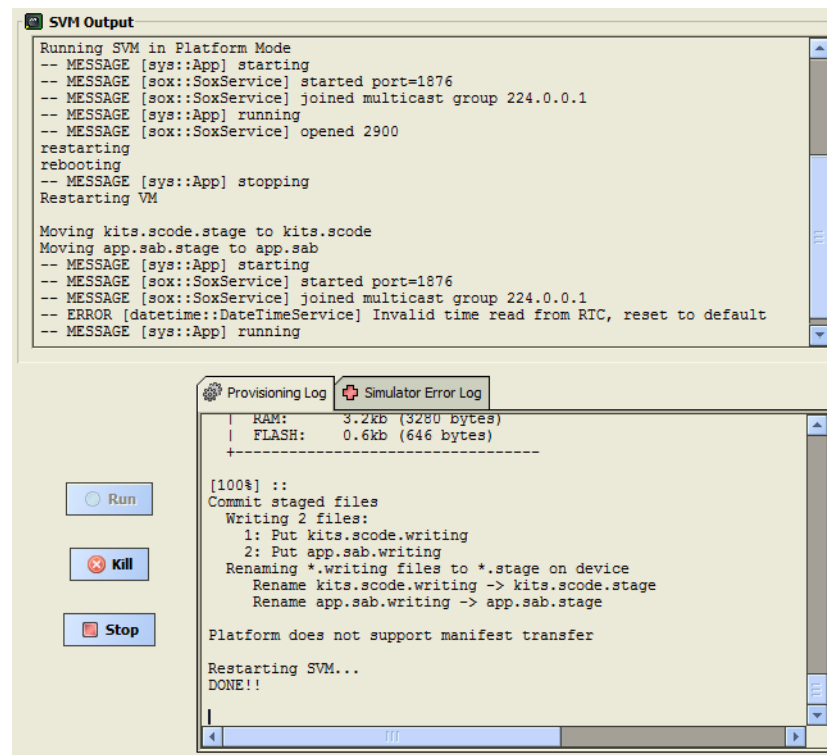 SVM Output
Running SVM in Platform Mode
-- MESSAGE [sys::App] starting
-- MESSAGE [sox::SoxService] started port=1876
-- MESSAGE [sox::SoxService] joined multicast group 224.0.0.1
-- MESSAGE [sys::App] running
-- MESSAGE [sox::SoxService] opened 2900
restarting
rebooting
-- MESSAGE [sys::App] stopping
Restarting VM
Moving kits.scode.stage to kits.scode
Moving app.sab.stage to app.sab
-- MESSAGE [sys::App] starting
-- MESSAGE [sox::SoxService] started port=1876
-- MESSAGE [sox::SoxService] joined multicast group 224.0.0.1
-- ERROR [datetime::DateTimeService] Invalid time read from RTC, reset to default
-- MESSAGE [sys::App] running
Provisioning Log
Simulator Error Log
| RAM: 3.2kb (3280 bytes)
| FLASH: 0.6kb (646 bytes)
+----------------------------------
[100%] ::
Commit staged files
Writing 2 files:
1: Put kits.scode.writing
2: Put app.sab.writing
Renaming *.writing files to *.stage on device
Rename kits.scode.writing -> kits.scode.stage
Rename app.sab.writing -> app.sab.stage
Platform does not support manifest transfer
Restarting SVM...
DONE!!
Run
Kill
Stop